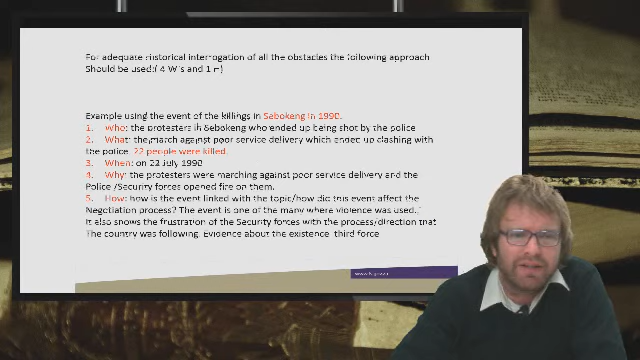 For adequate historical interrogation of all the obstacles the following approach
Should be used:( 4 W's and 1 H)
Example using the event of the killings in Sebokeng in 1990.
1. Who: the protesters in Sebokeng who ended up being shot by the police
2. What: the march against poor service delivery which ended up clashing with
the police. 22 people were killed.
3. When: on 22 July 1990
4. Why: the protesters were marching against poor service delivery and the
Police /Security forces opened fire on them.
5. How: how is the event linked with the topic/how did this event affect the
Negotiation process? The event is one of the many where violence was used.
It also shows the frustration of the Security forces with the process/direction that
The country was following. Evidence about the existence third force